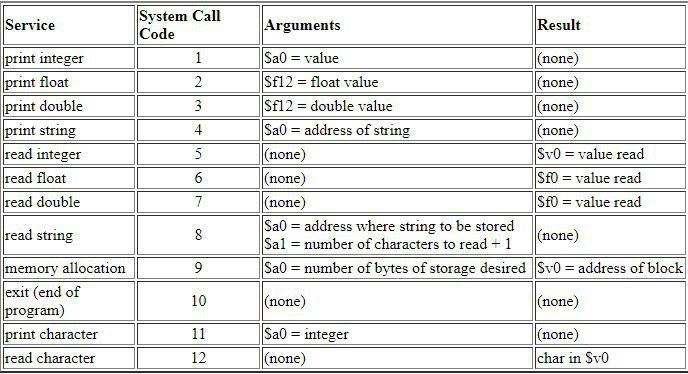 Service System Call Code Arguments Result
print integer 1 $a0 = value (none)
print float 2 $f12 = float value (none)
print double 3 $f12 = double value (none)
print string 4 $a0 = address of string (none)
read integer 5 (none) $v0 = value read
read float 6 (none) $f0 = value read
read double 7 (none) $f0 = value read
read string 8 $a0 = address where string to be stored
$a1 = number of characters to read + 1 (none)
memory allocation 9 $a0 = number of bytes of storage desired $v0 = address of block
exit (end of
program) 10 (none) (none)
print character 11 $a0 = integer (none)
read character 12 (none) char in $v0